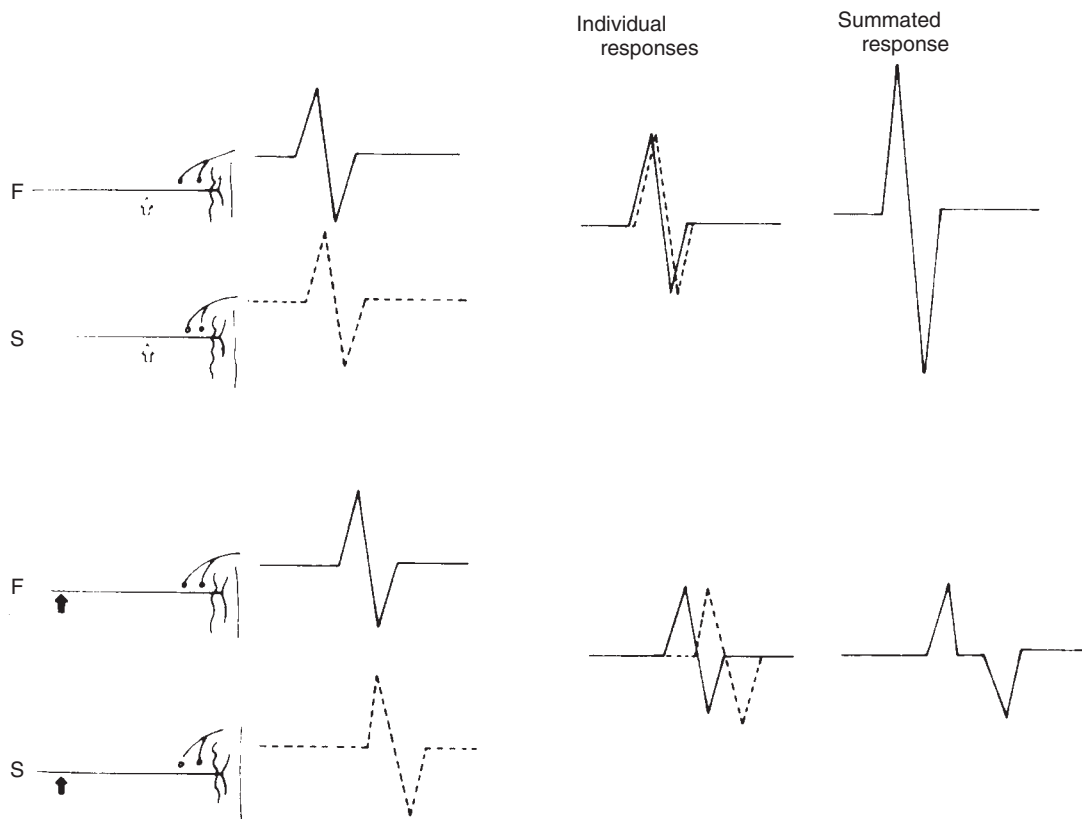 Individual
responses
Summated
response
F
S
F
S